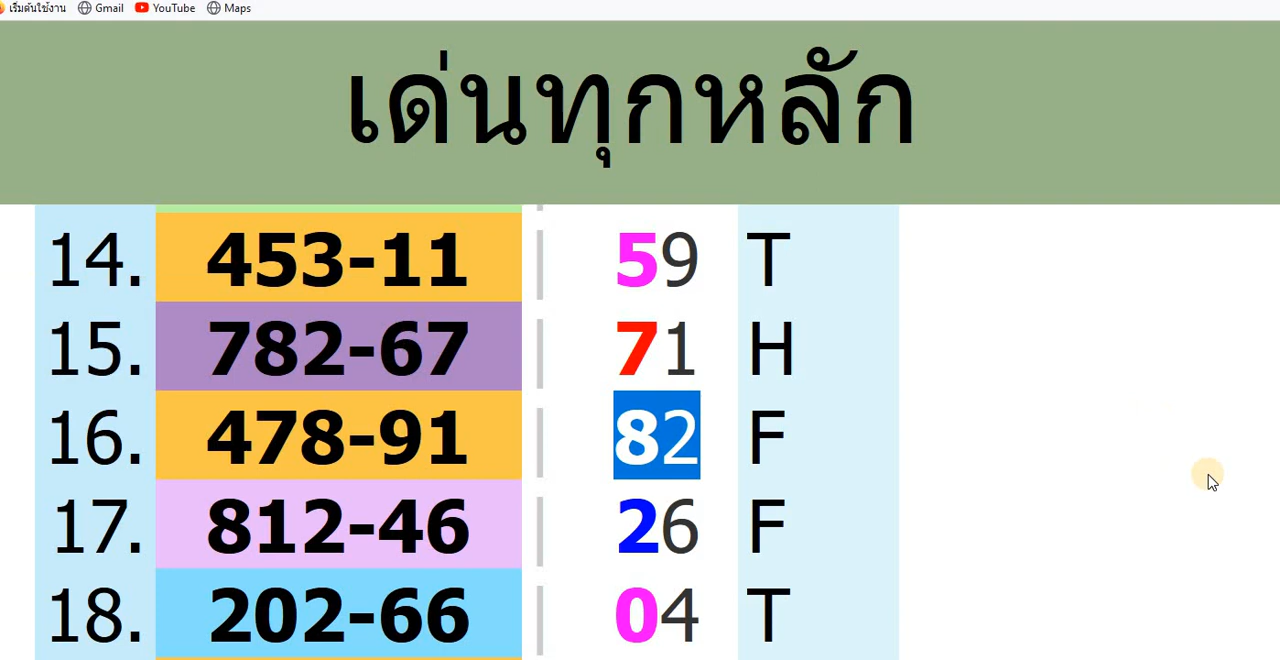 เริ่มต้นใช้งาน Gmail YouTube Maps
เด่นทุกหลัก
14. 453-11 59 T
15. 782-67 71 H
16. 478-91 82 F
17. 812-46 26 F
18. 202-66 04 T